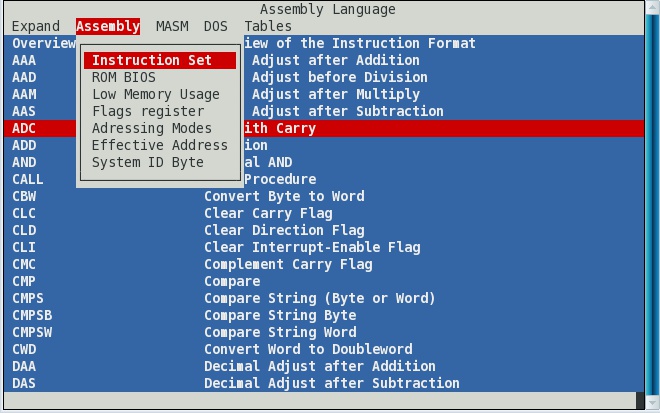 Assembly Language
Expand Assembly MASM DOS Tables
Overview iew of the Instruction Format
AAA Instruction Set Adjust after Addition
AAD ROM BIOS Adjust before Division
AAM Low Memory Usage Adjust after Multiply
AAS Flags register Adjust after Subtraction
ADC Adressing Modes ith Carry
ADD Effective Address ion
AND System ID Byte al AND
CALL Procedure
CBW Convert Byte to Word
CLC Clear Carry Flag
CLD Clear Direction Flag
CLI Clear Interrupt-Enable Flag
CMC Complement Carry Flag
CMP Compare
CMPS Compare String (Byte or Word)
CMPSB Compare String Byte
CMPSW Compare String Word
CWD Convert Word to Doubleword
DAA Decimal Adjust after Addition
DAS Decimal Adjust after Subtraction